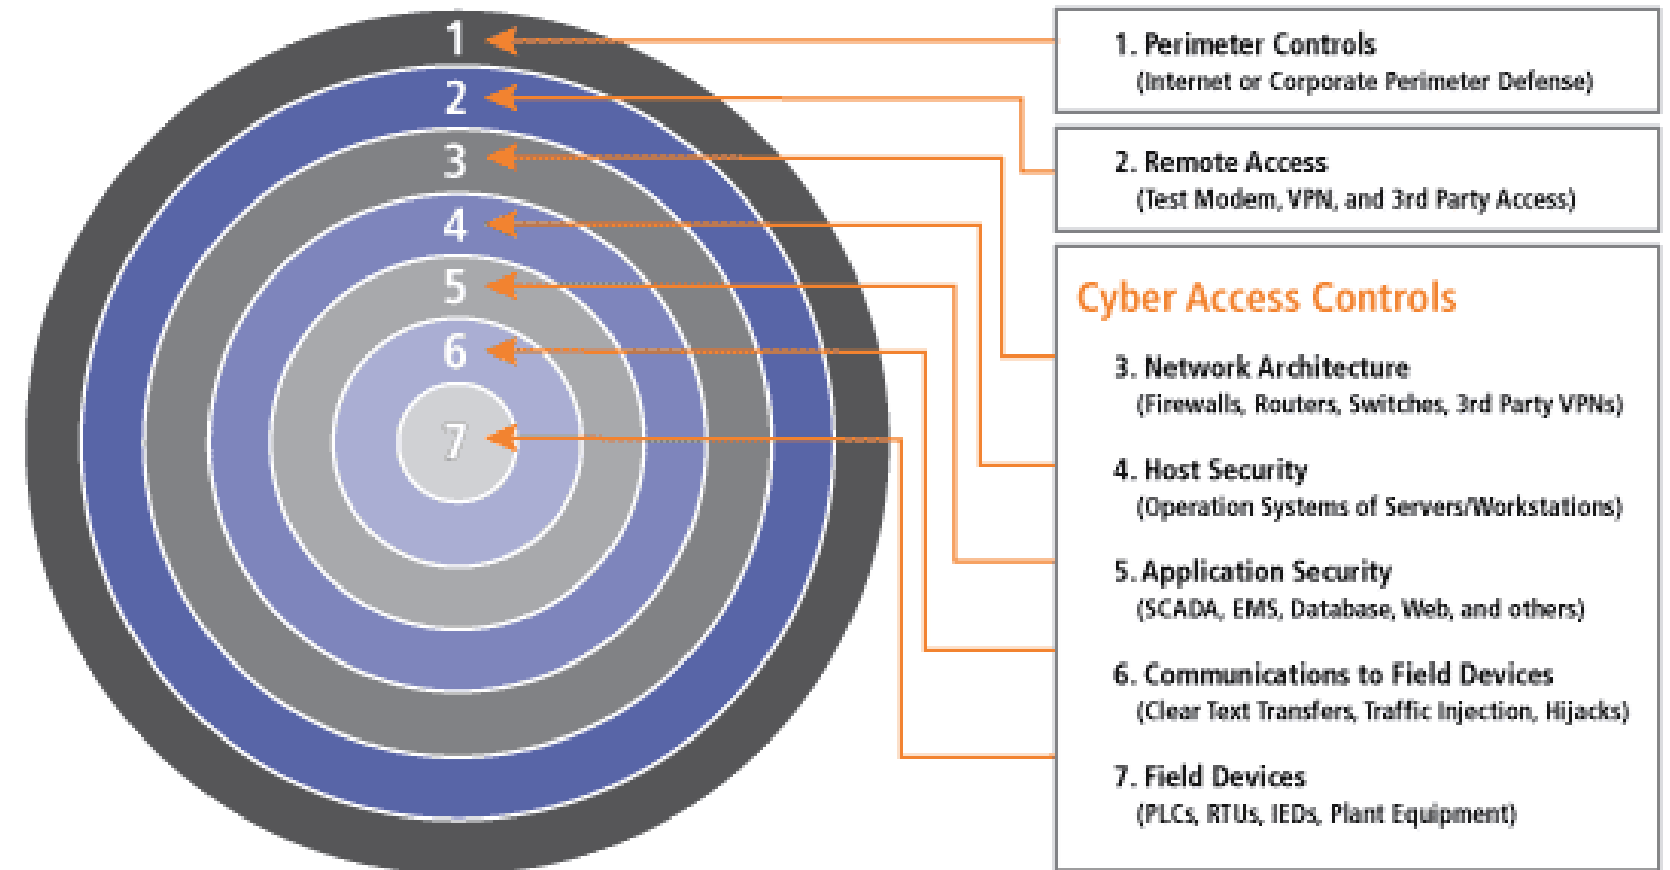 1
2
3
4
5
6
7
1. Perimeter Controls
(Internet or Corporate Perimeter Defense)
2. Remote Access
(Test Modem, VPN, and 3rd Party Access)
Cyber Access Controls
3. Network Architecture
(Firewalls, Routers, Switches, 3rd Party VPNs)
4. Host Security
(Operation Systems of Servers/Workstations)
5. Application Security
(SCADA, EMS, Database, Web, and others)
6. Communications to Field Devices
(Clear Text Transfers, Traffic Injection, Hijacks)
7. Field Devices
(PLCs, RTUs, IEDs, Plant Equipment)